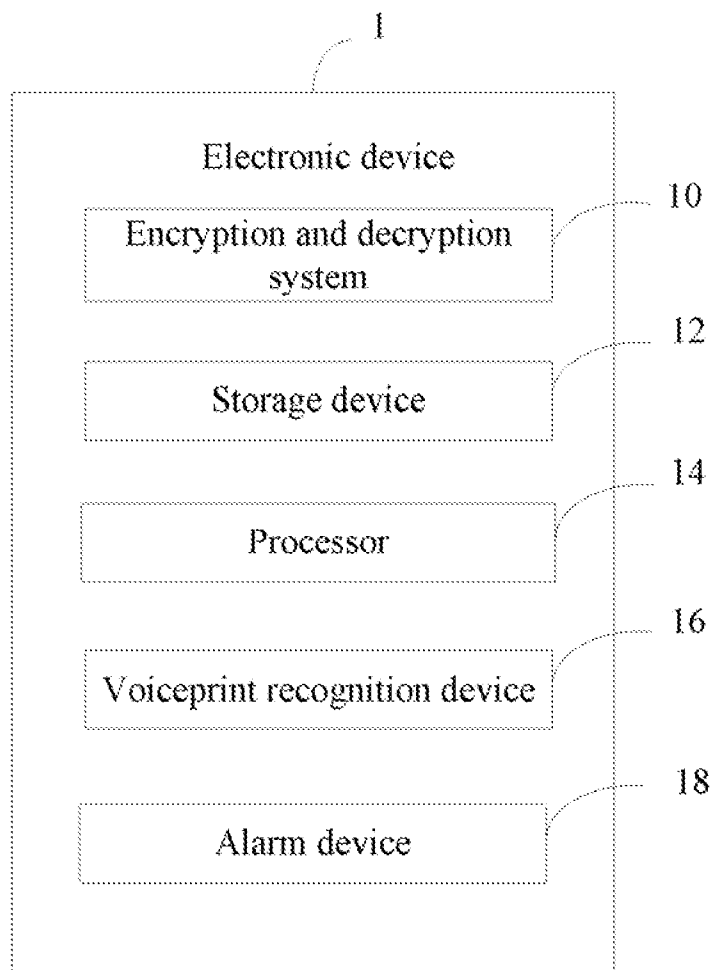 1
Electronic device
10
Encryption and decryption
system
12
Storage device
14
Processor
16
Voiceprint recognition device
18
Alarm device